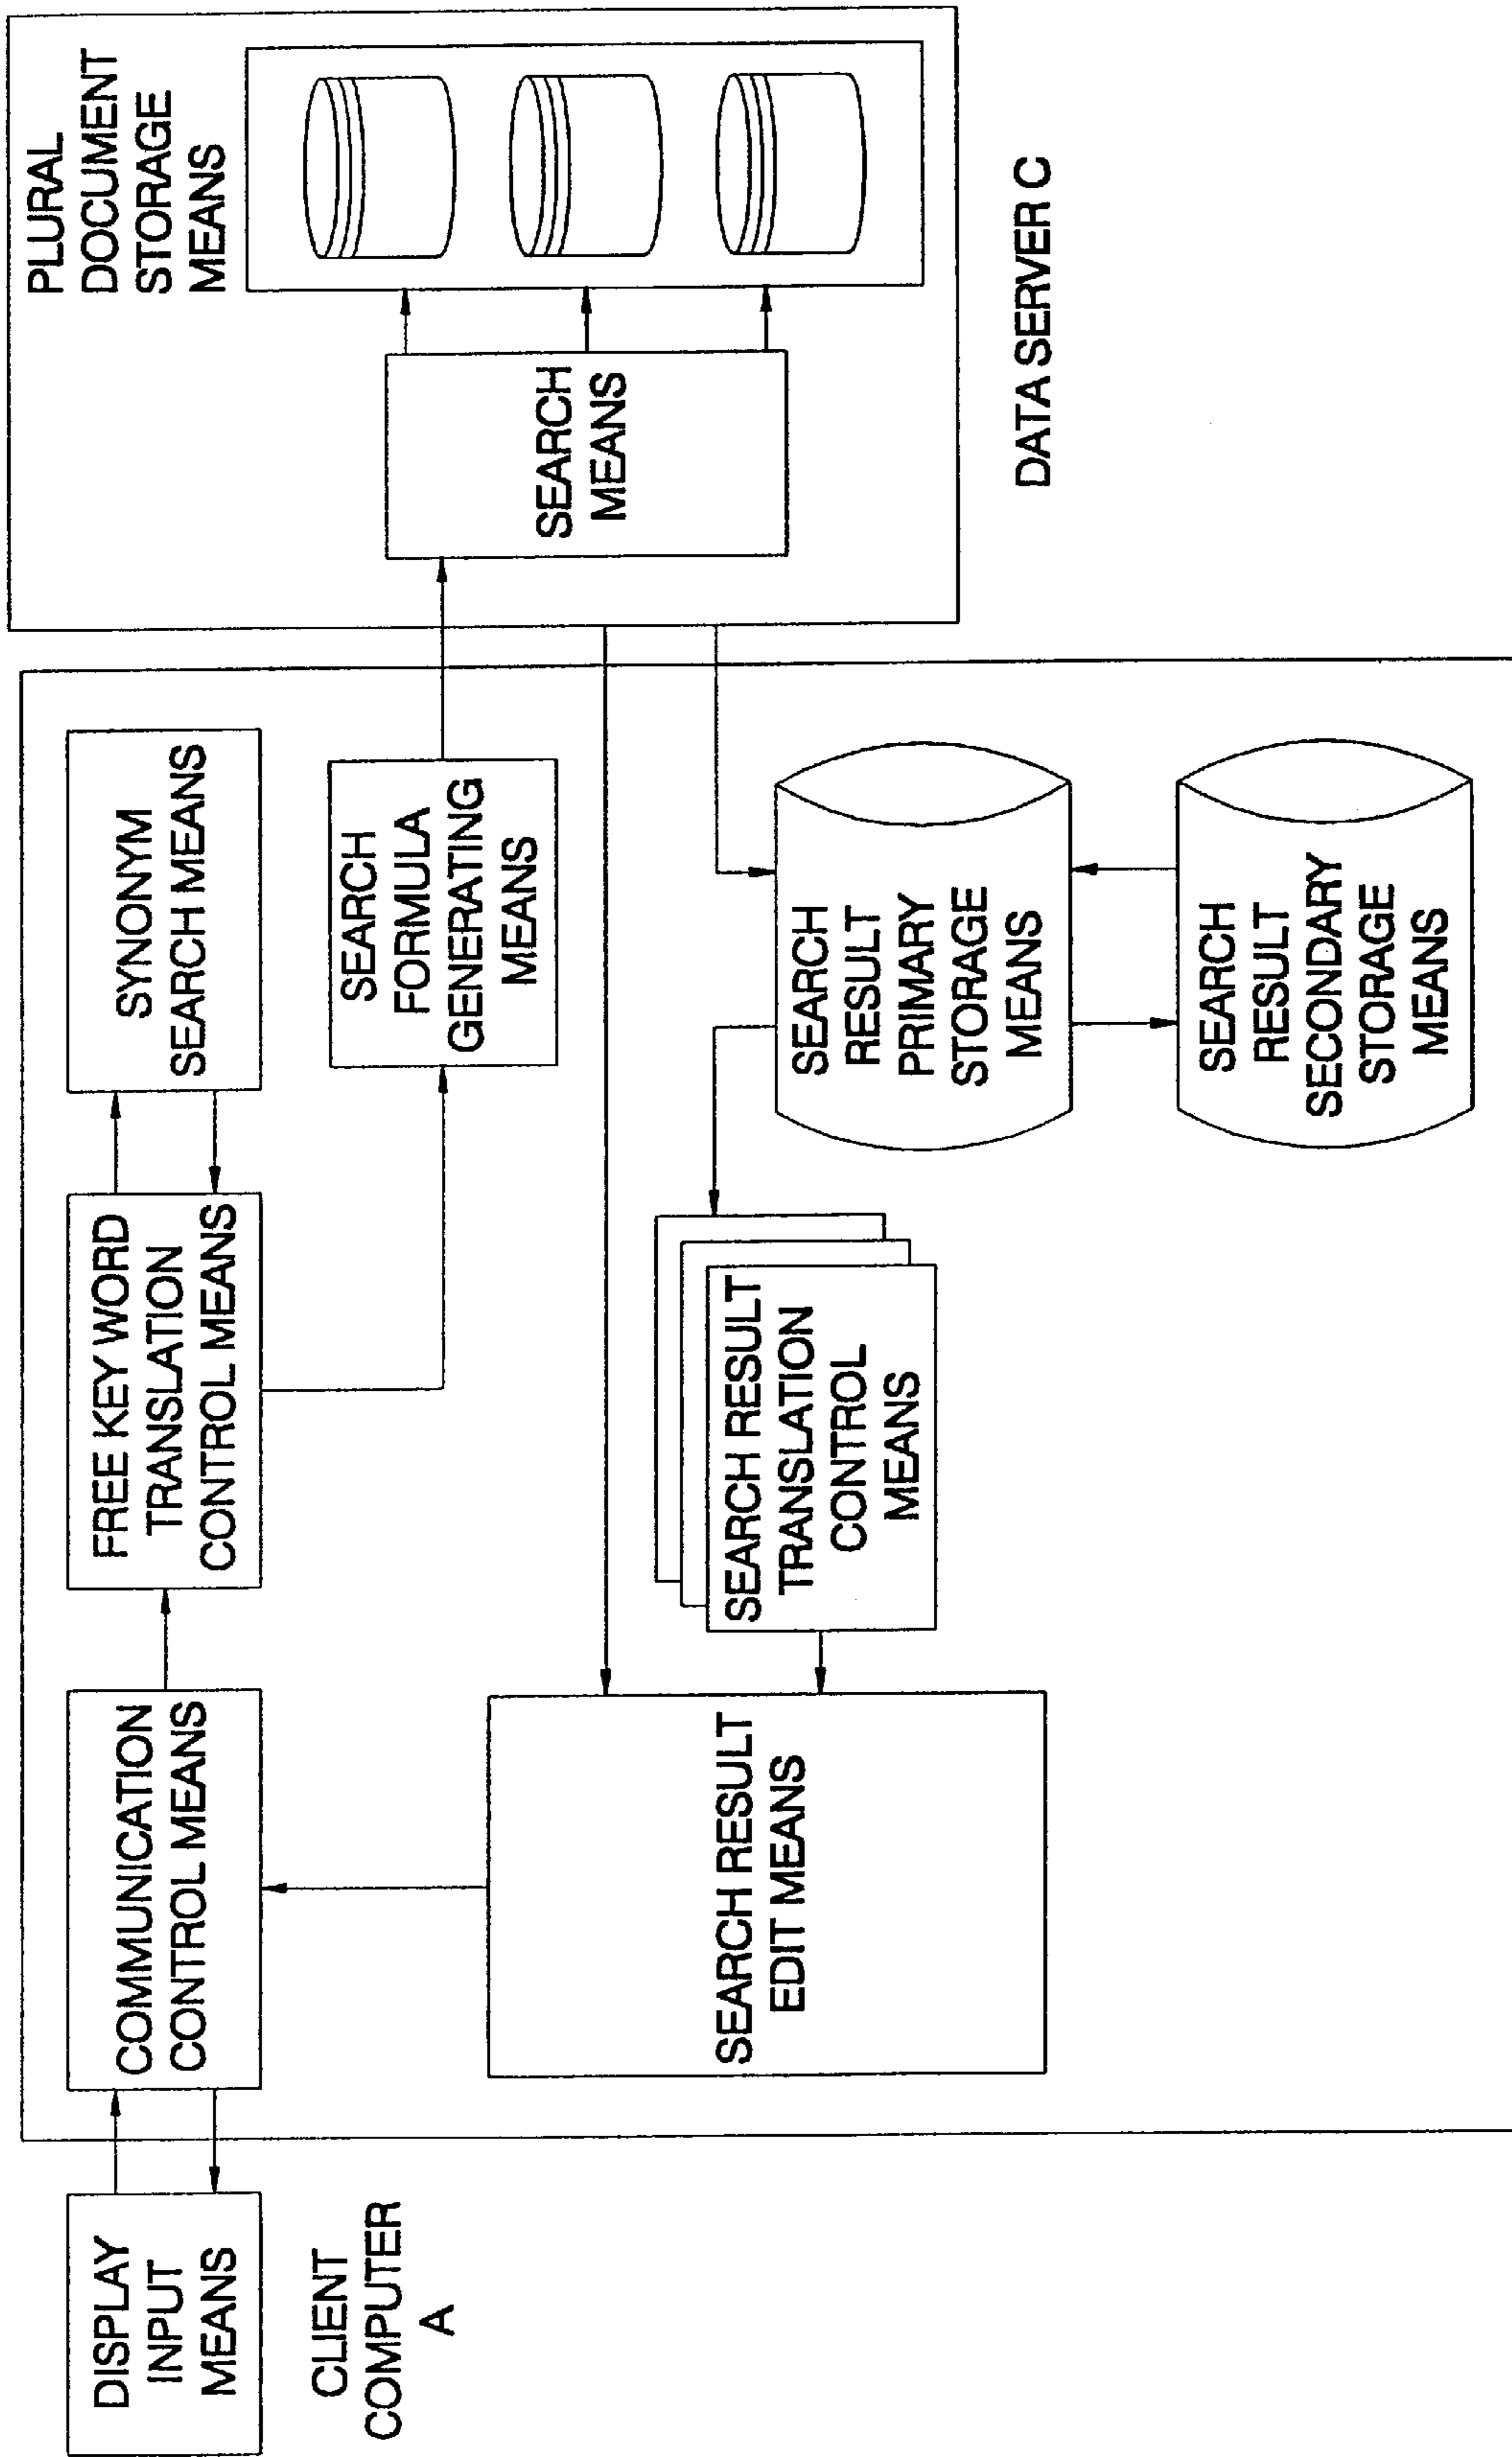 DISPLAY
INPUT
MEANS
CLIENT
COMPUTER
A
COMMUNICATION
CONTROL MEANS
FREE KEY WORD
TRANSLATION
CONTROL MEANS
SYNONYM
SEARCH MEANS
SEARCH
FORMULA
GENERATING
MEANS
SEARCH RESULT
EDIT MEANS
SEARCH RESULT
TRANSLATION
CONTROL
MEANS
SEARCH
RESULT
PRIMARY
STORAGE
MEANS
SEARCH
RESULT
SECONDARY
STORAGE
MEANS
PLURAL
DOCUMENT
STORAGE
MEANS
SEARCH
MEANS
DATA SERVER C